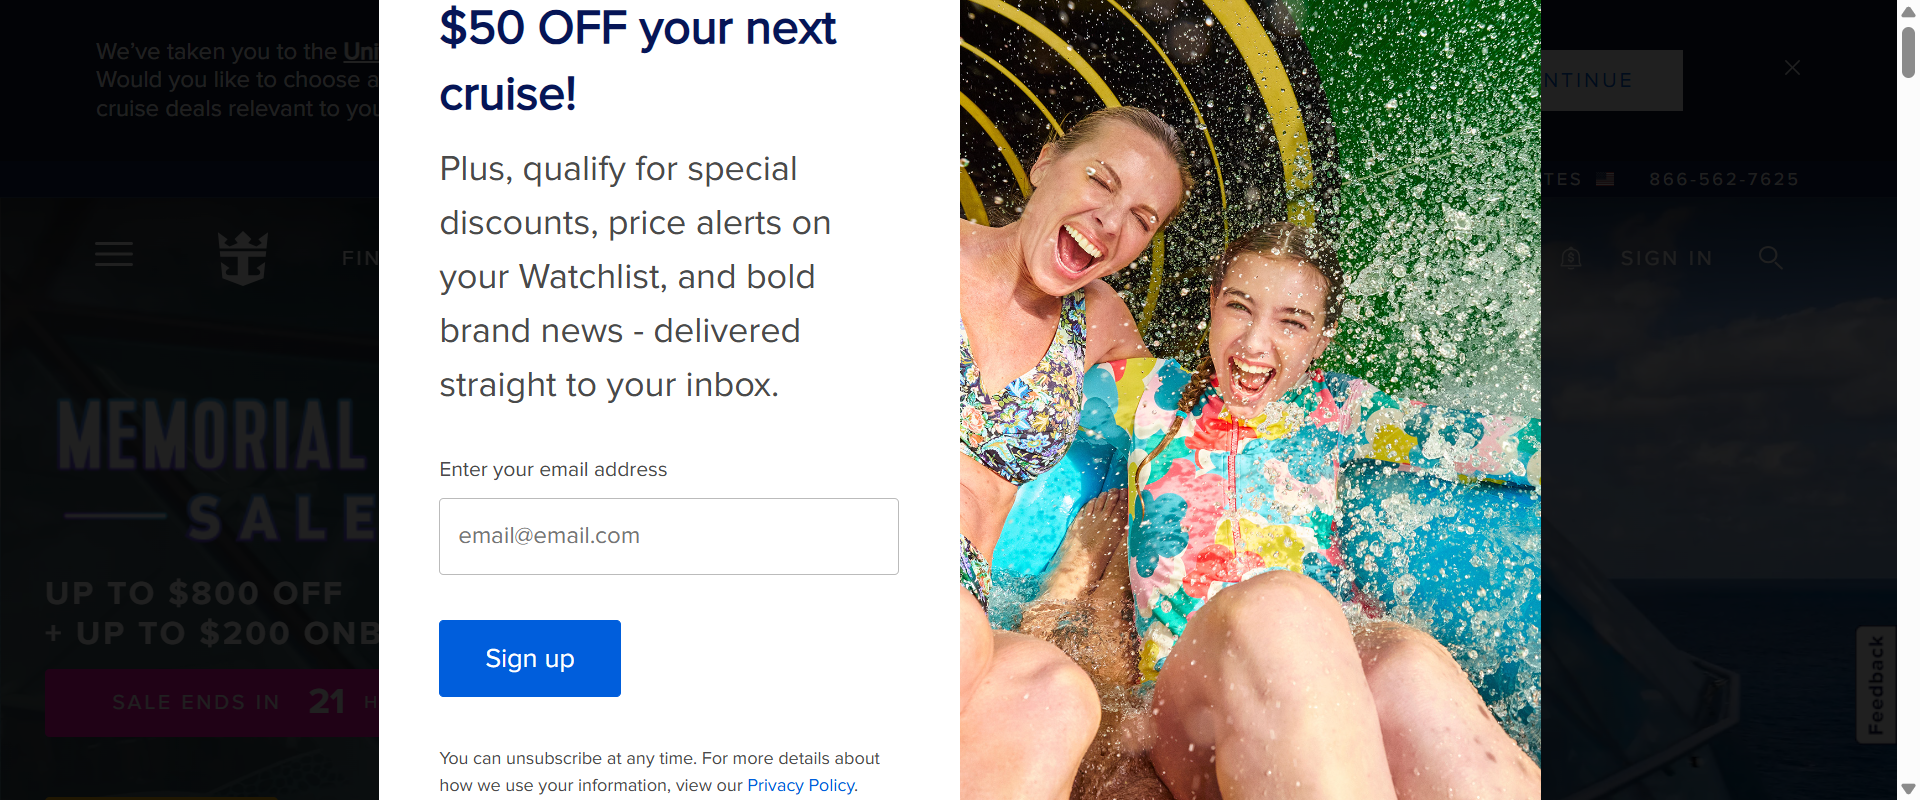 We've taken you to the Uni
Would you like to choose a
cruise deals relevant to you
$50 OFF your next
cruise!
Plus, qualify for special
discounts, price alerts on
your Watchlist, and bold
brand news - delivered
straight to your inbox.
Enter your email address
email@email.com
Sign up
You can unsubscribe at any time. For more details about
how we use your information, view our Privacy Policy.
NTINUE
TES 866-562-7625
FIN
SIGN IN
MEMORIAL
SALE
UP TO $800 OFF
+ UP TO $200 ONB
SALE ENDS IN 21 H
Feedback